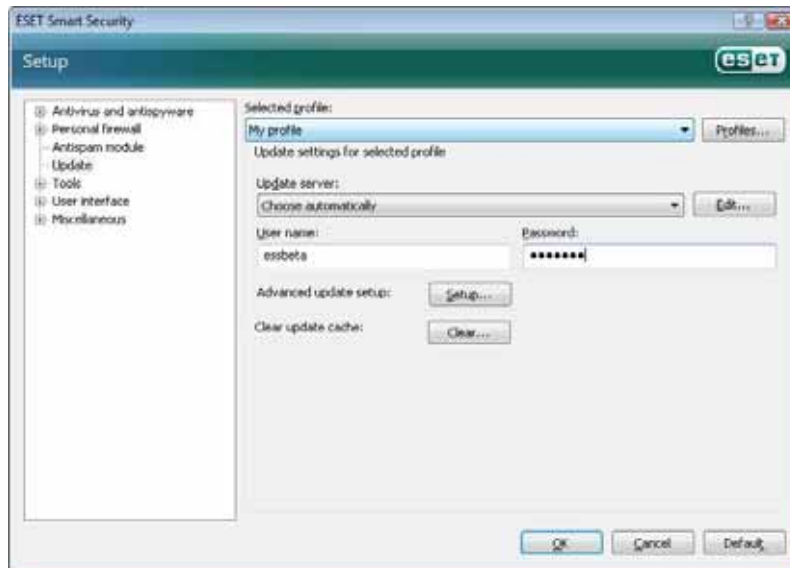 ESET Smart Security
Setup
eseT
Antivirus and antispyware
Personal firewall
Antispam module
Update
Tools
User interface
Miscellaneous
Selected profile:
My profile
Profiles...
Update settings for selected profile
Update server:
Choose automatically
Edit...
User name:
Password:
essbeta
•••••••
Advanced update setup:
Setup...
Clear update cache:
Clear...
OK
Cancel
Default